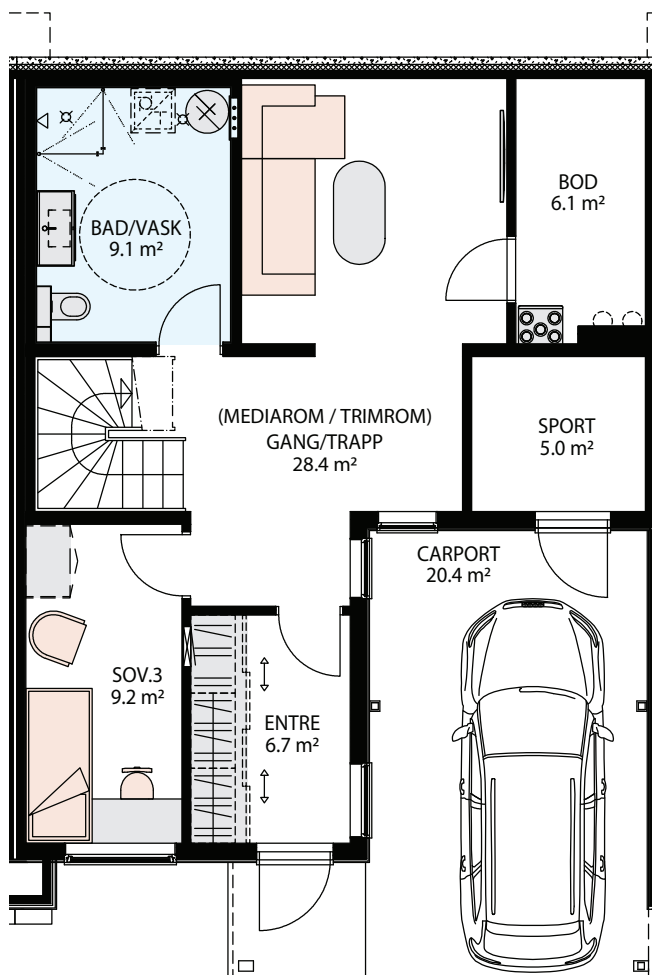 BAD/VASK
9.1 m²
BOD
6.1 m²
(MEDIAROM / TRIMROM)
GANG/TRAPP
28.4 m²
SPORT
5.0 m²
CARPORT
20.4 m²
SOV.3
9.2 m²
ENTRE
6.7 m²